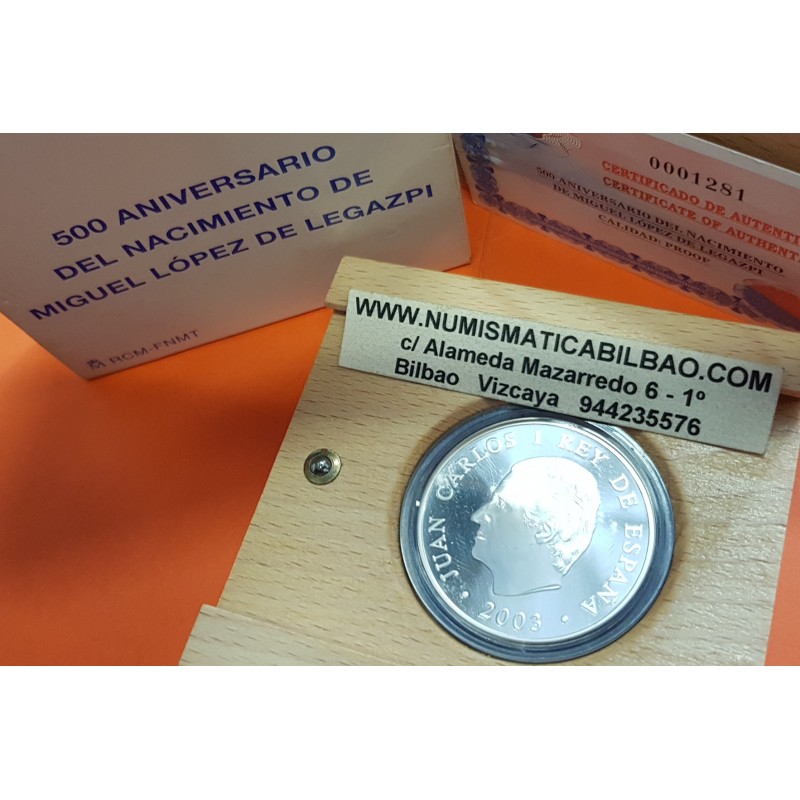 500 ANIVERSARIO
DEL NACIMIENTO DE
MIGUEL LÓPEZ DE LEGAZPI
RCM-FNMT
0001281
CERTIFICADO DE AUTENTI
CERTIFICATE OF AUTHENT
500 ANIVERSARIO DEL NACIMIENTO
DE MIGUEL LÓPEZ DE LEGAZPI
CALIDAD: PROOF
WWW.NUMISMATICABILBAO.COM
c/ Alameda Mazarredo 6 - 1º
Bilbao Vizcaya 944235576
JUAN CARLOS I REY DE ESPAÑA
• 2003 •